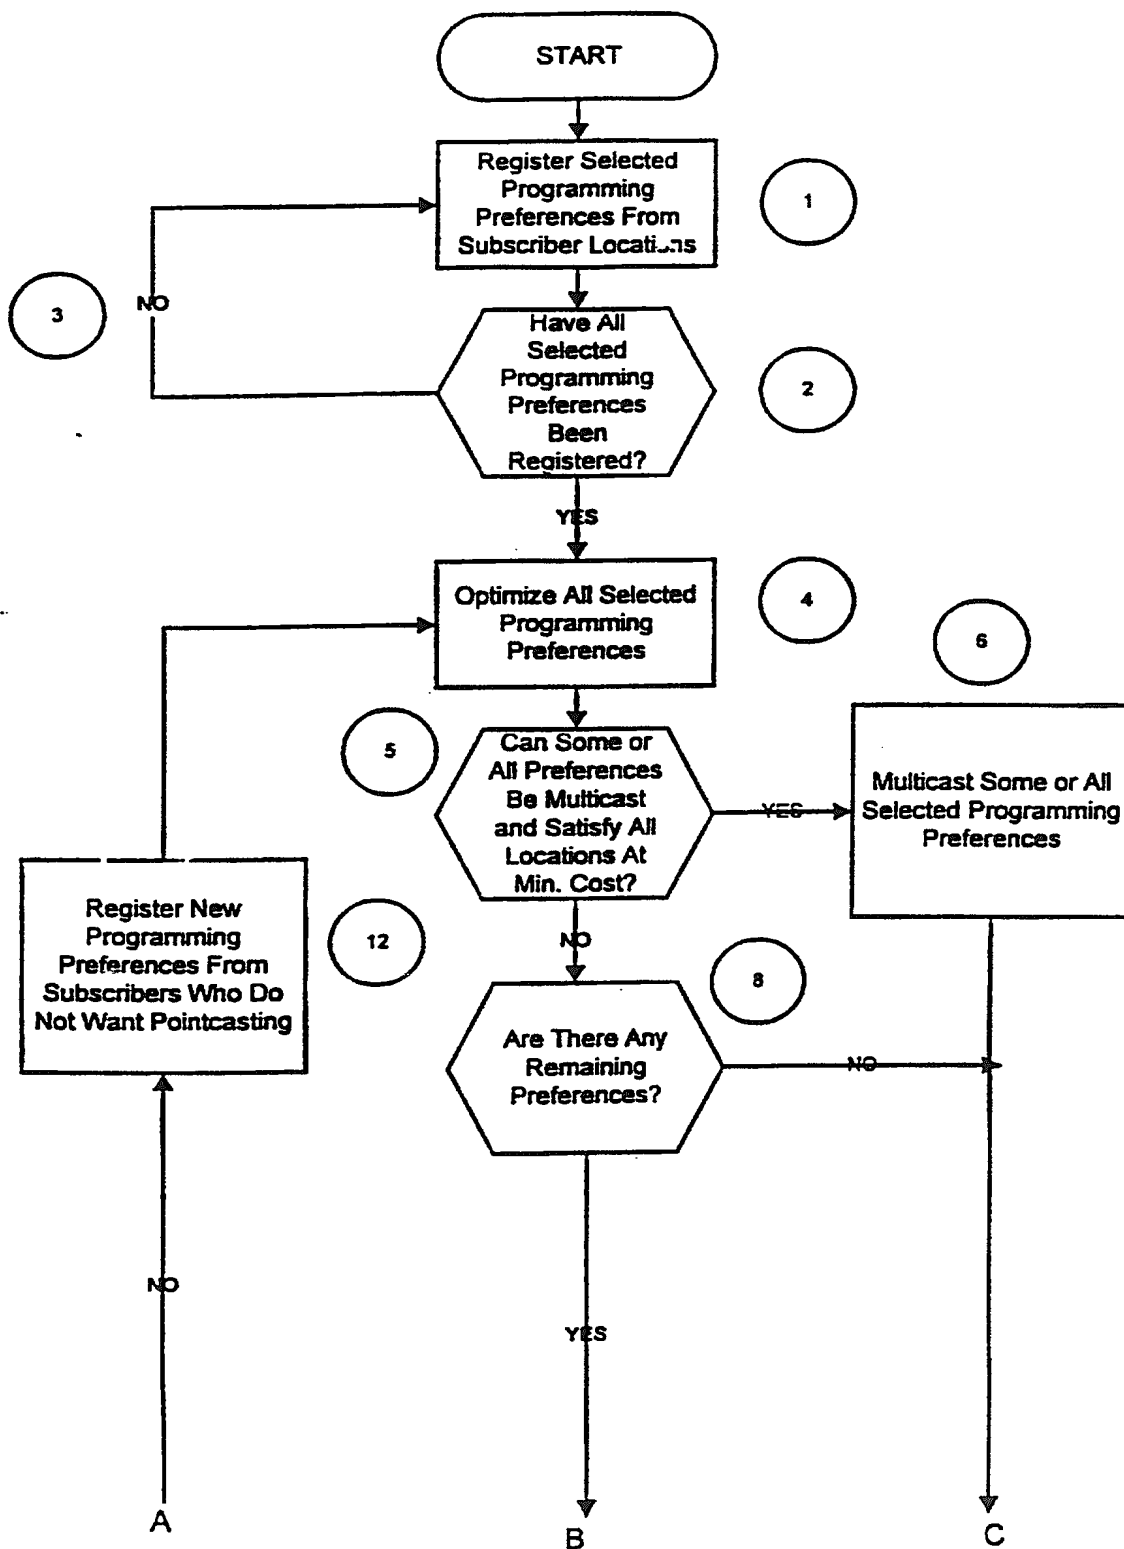 START
Register Selected
Programming
Preferences From
Subscriber
1
NO
3
Have All
Selected
Programming
Preferences
Been
Registered?
2
YES
Optimize All Selected
Programming
Preferences
4
6
5
Can Some or
All Preferences
Be Multicast
and Satisfy All
Locations At
Min. Cost?
YES
Multicast Some or All
Selected Programming
Preferences
Register New
Programming
Preferences From
Subscribers Who Do
Not Want Pointcasting
12
NO
8
Are There Any
Remaining
Preferences?
NO
NO
YES
A
B
C